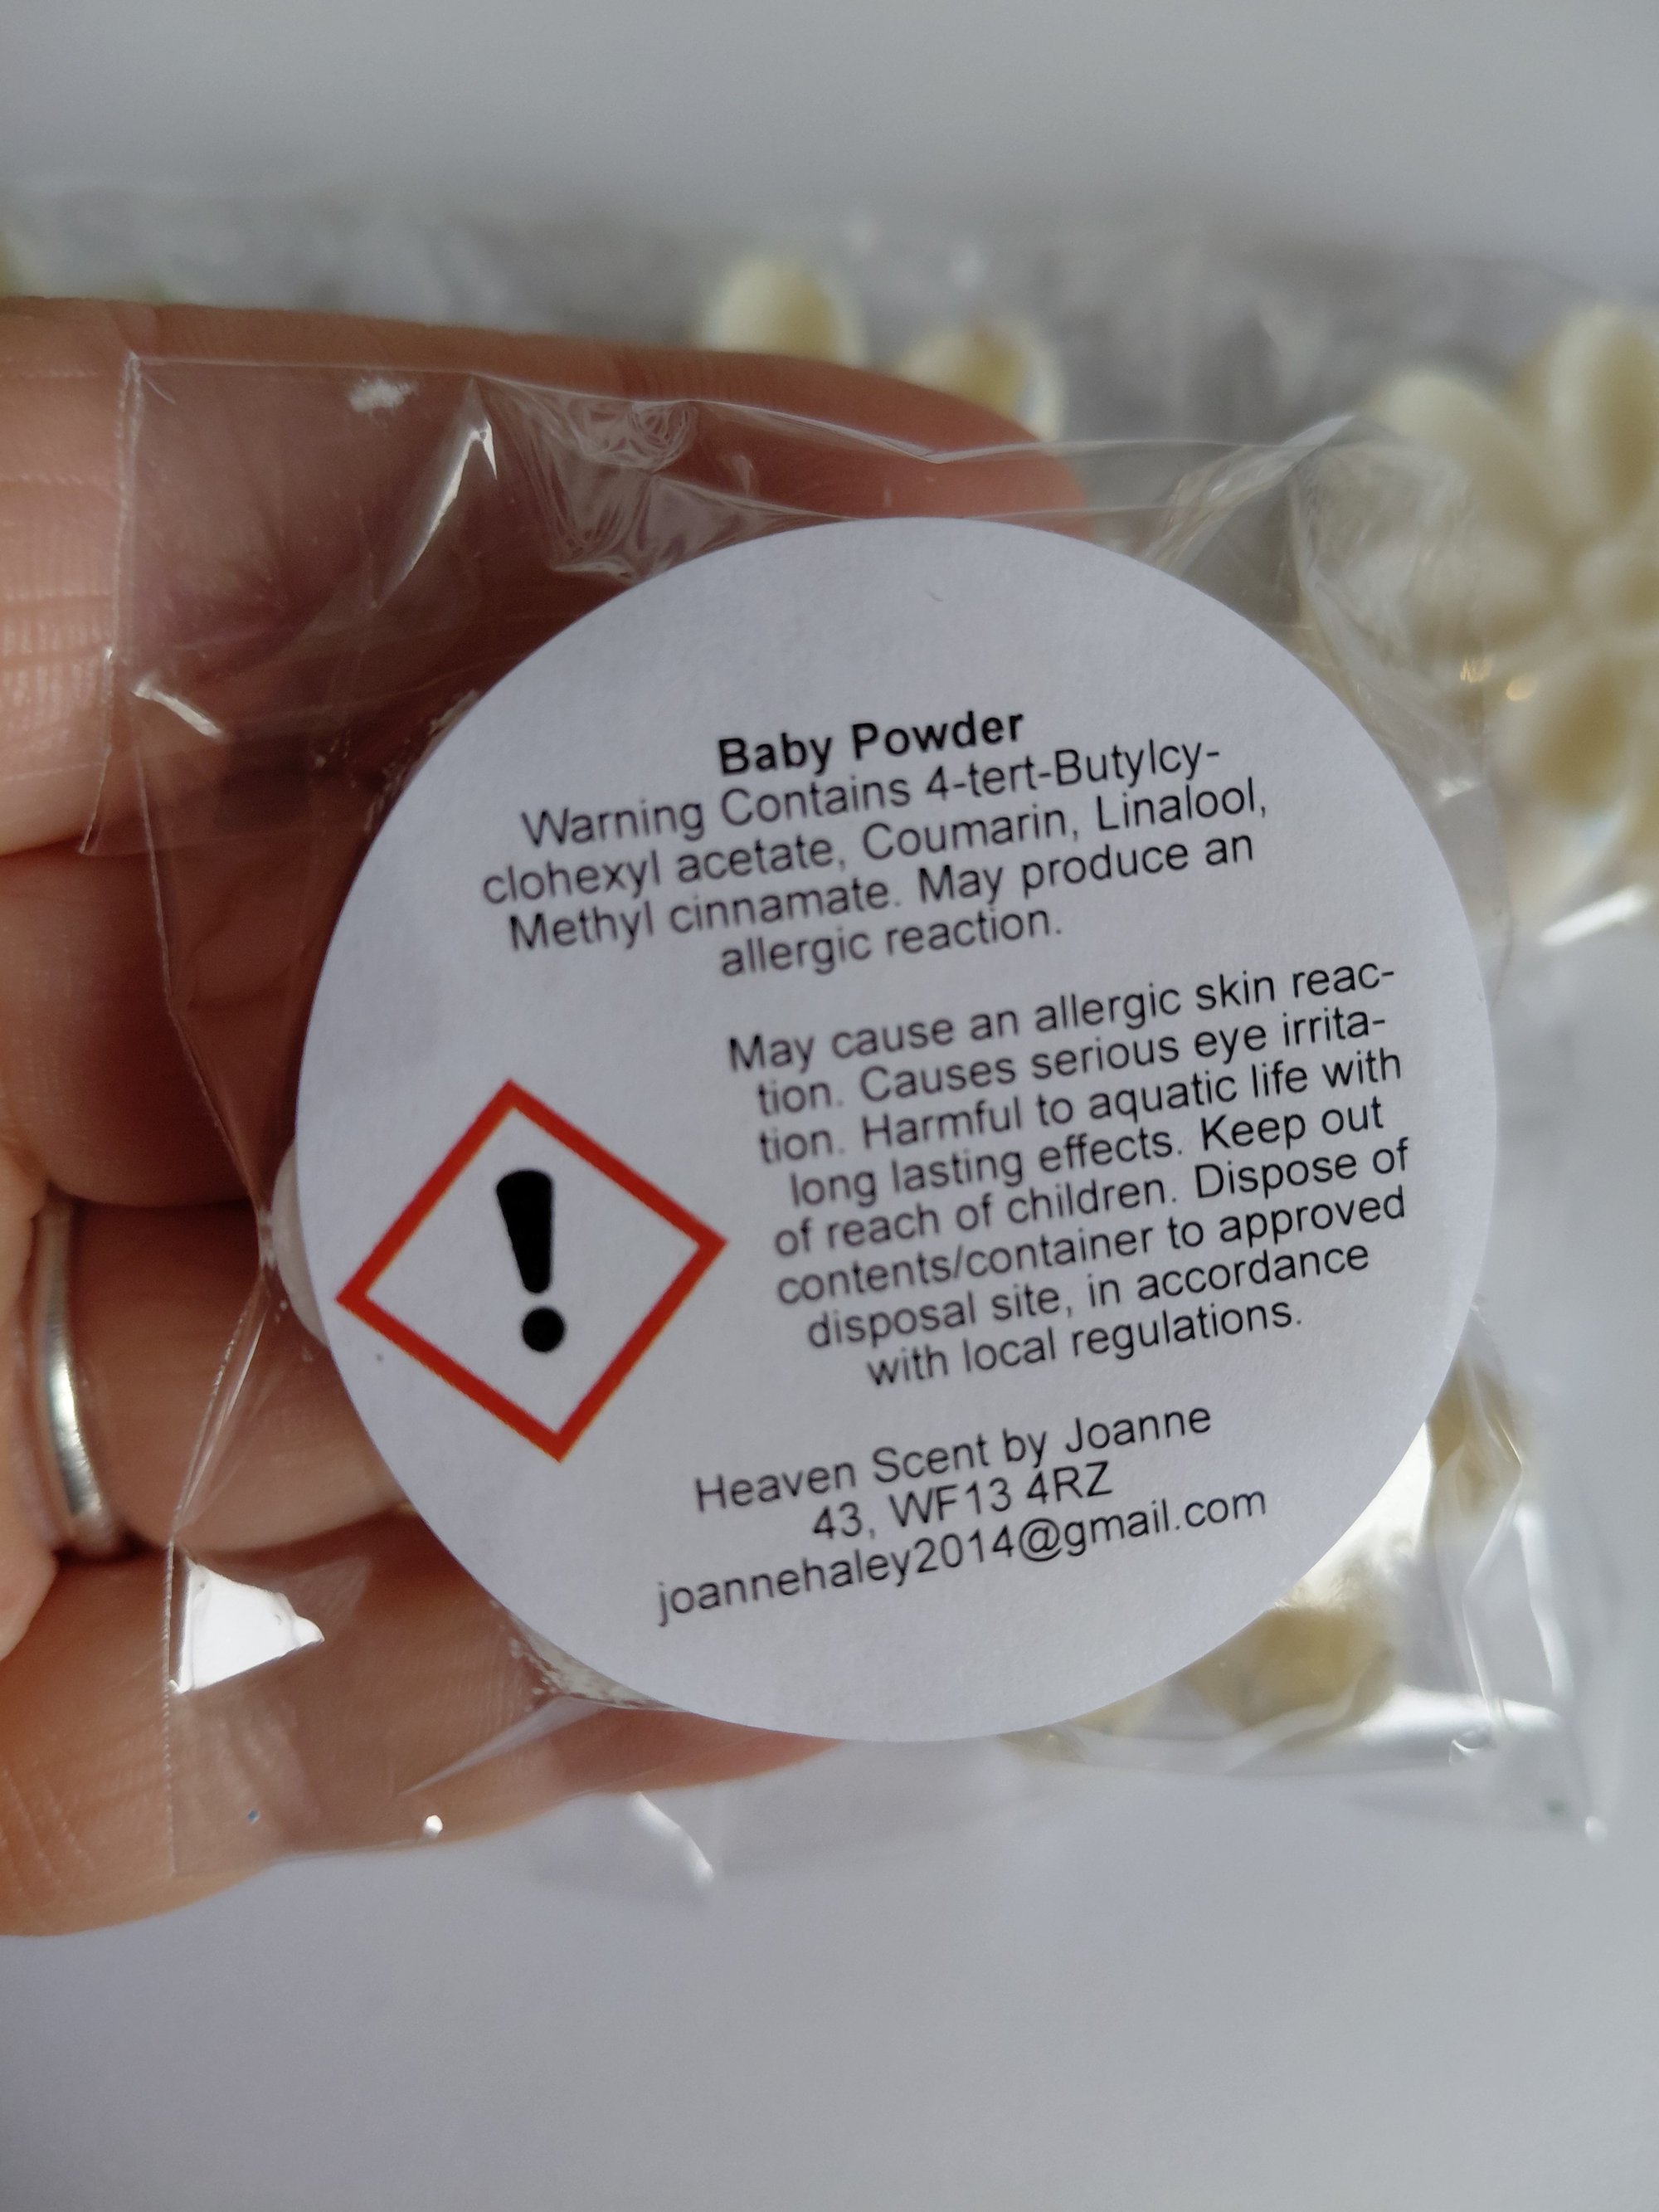 Baby Powder
Warning Contains 4-tert-Butylcy-
clohexyl acetate, Coumarin, Linalool,
Methyl cinnamate. May produce an
allergic reaction.
May cause an allergic skin reac-
tion. Causes serious eye irrita-
tion. Harmful to aquatic life with
long lasting effects. Keep out
of reach of children. Dispose of
contents/container to approved
disposal site, in accordance
with local regulations.
Heaven Scent by Joanne
43, WF13 4RZ
joannehaley2014@gmail.com